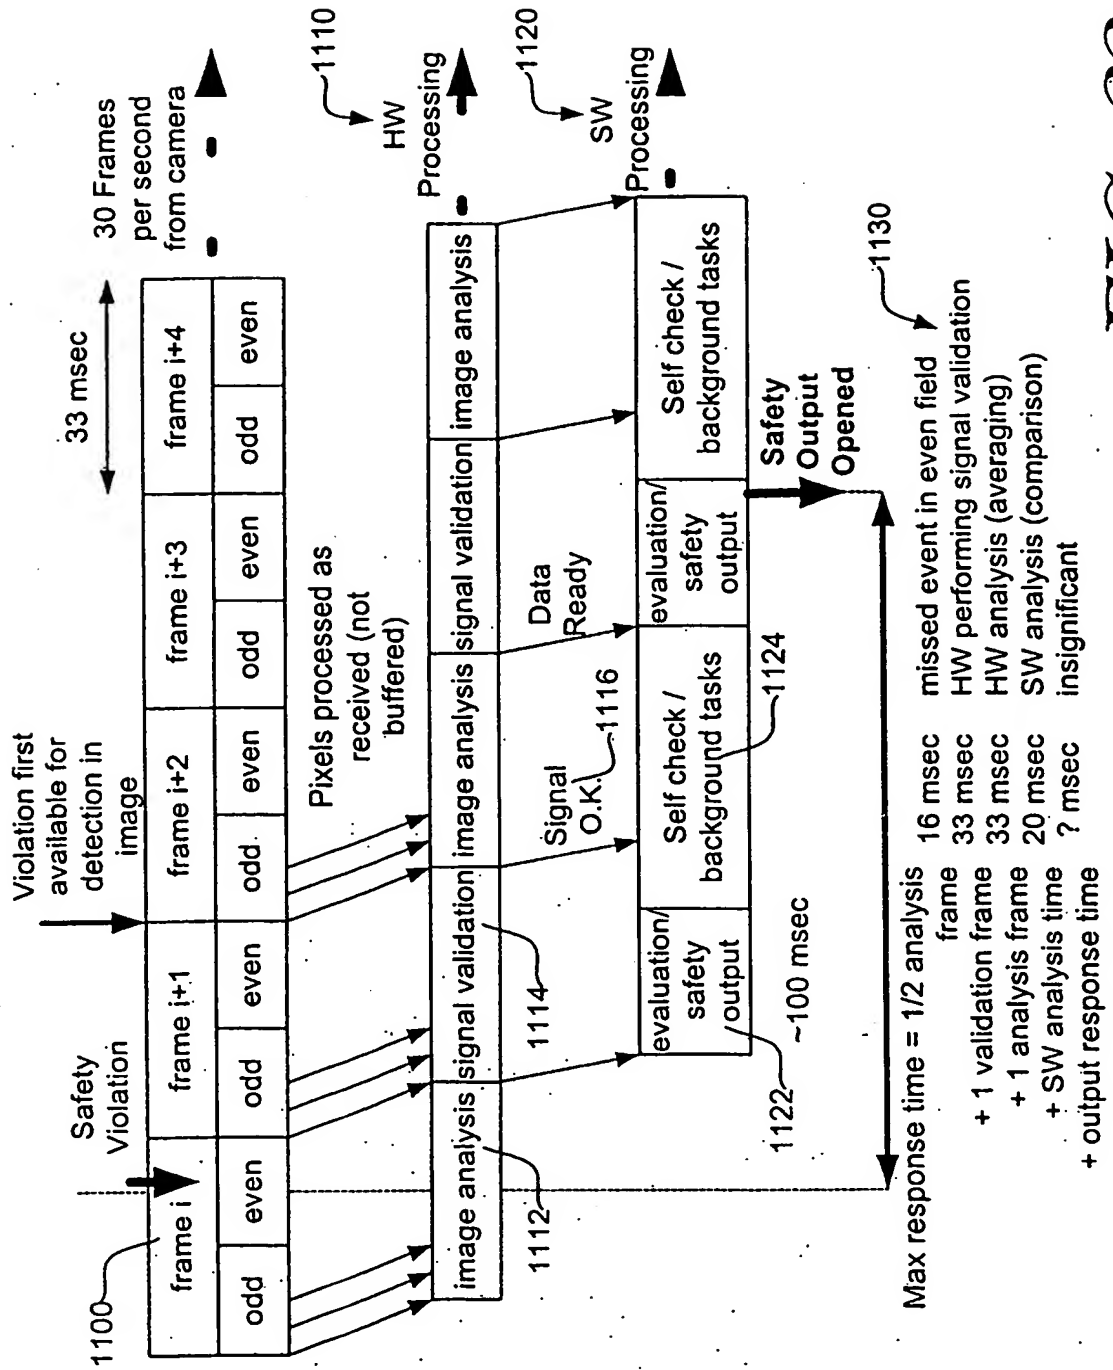 Safety
Violation
Violation first
available for
detection in
image
33 msec
30 Frames
per second
from camera
1100
frame i
frame i+1
frame i+2
frame i+3
frame i+4
odd
even
odd
even
odd
even
odd
even
odd
even
Pixels processed as
received (not
buffered)
1110
HW
Processing
image analysis
signal validation
image analysis
signal validation
image analysis
1112
1114
Signal
O.K.
1116
Data
Ready
1120
SW
Processing
evaluation/
safety
output
Self check /
background tasks
evaluation/
safety
output
Self check /
background tasks
1122
~100 msec
1124
Safety
Output
Opened
1130
Max response time = 1/2 analysis
frame
16 msec
missed event in even field
+ 1 validation frame
33 msec
HW performing signal validation
+ 1 analysis frame
33 msec
HW analysis (averaging)
+ SW analysis time
20 msec
SW analysis (comparison)
+ output response time
? msec
insignificant